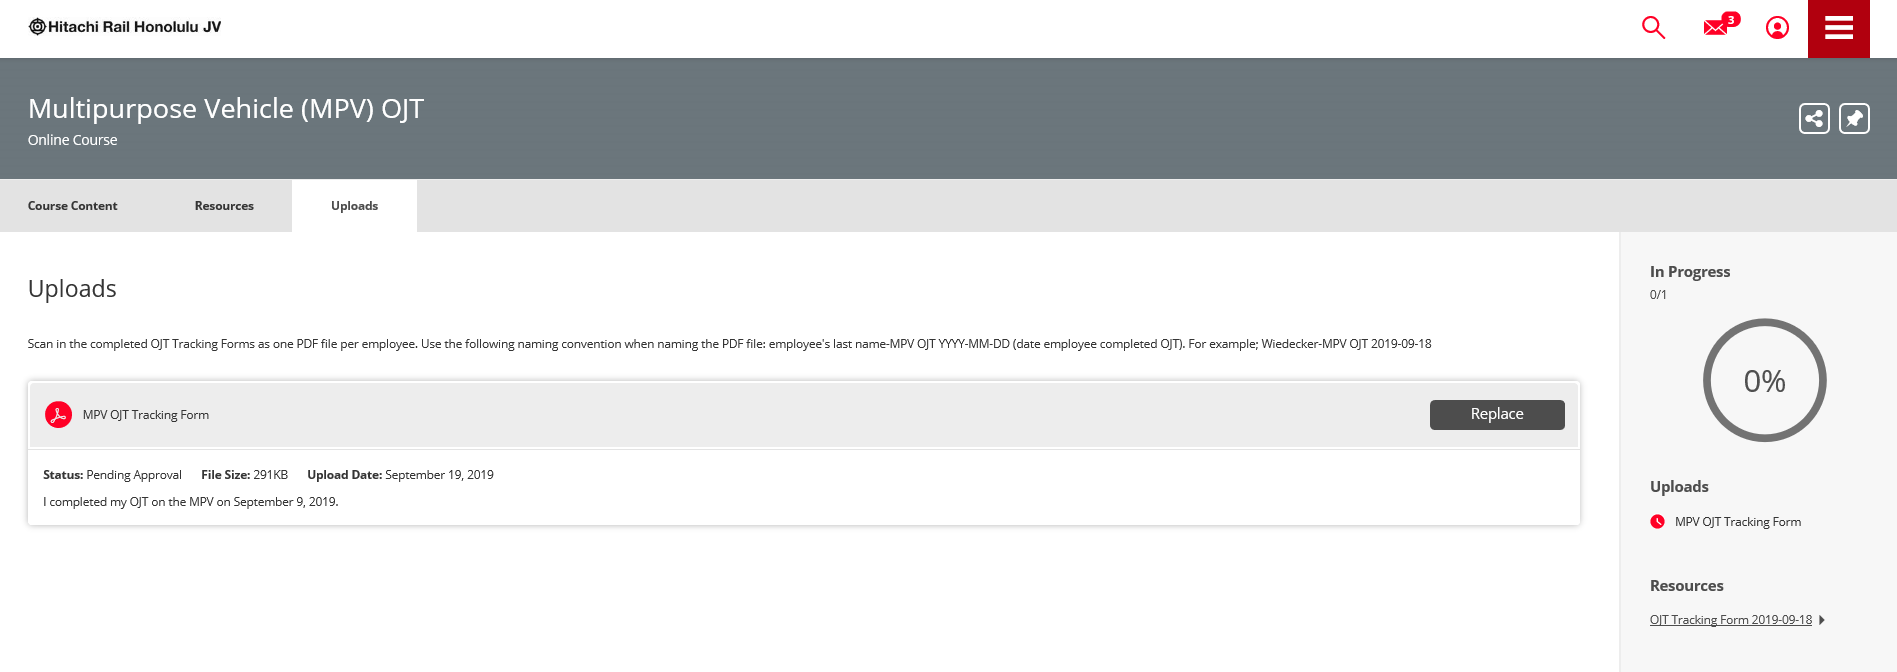 Hitachi Rail Honolulu JV
3
Multipurpose Vehicle (MPV) OJT
Online Course
Course Content
Resources
Uploads
Uploads
Scan in the completed OJT Tracking Forms as one PDF file per employee. Use the following naming convention when naming the PDF file: employee's last name-MPV OJT YYYY-MM-DD (date employee completed OJT). For example; Wiedecker-MPV OJT 2019-09-18
MPV OJT Tracking Form
Replace
Status: Pending Approval File Size: 291KB Upload Date: September 19, 2019
I completed my OJT on the MPV on September 9, 2019.
In Progress
0/1
0%
Uploads
MPV OJT Tracking Form
Resources
OJT Tracking Form 2019-09-18